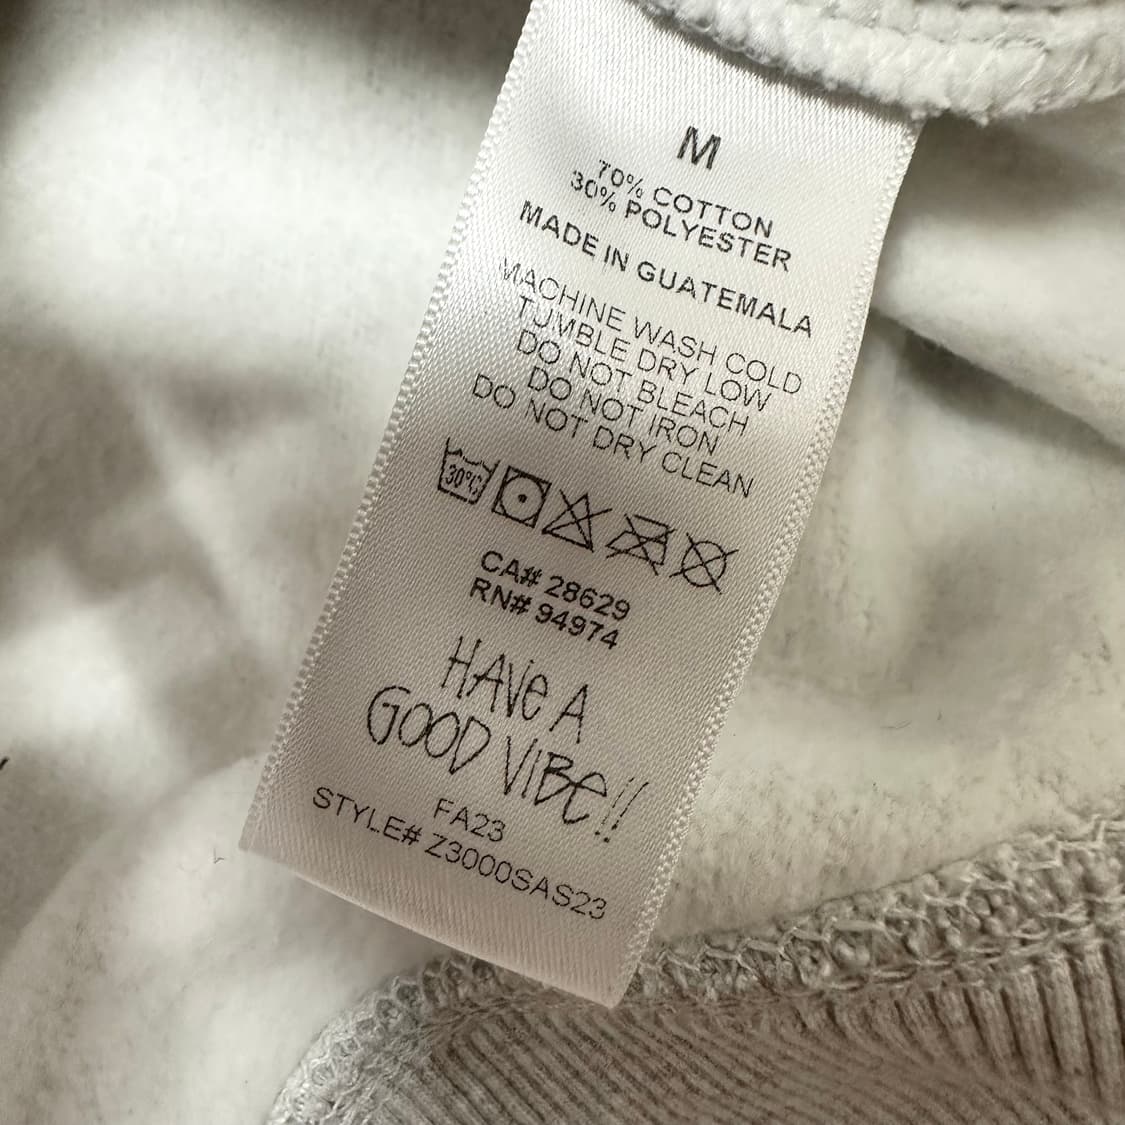 M
70% COTTON
30% POLYESTER
MADE IN GUATEMALA
MACHINE WASH COLD
TUMBLE DRY LOW
DO NOT BLEACH
DO NOT IRON
DO NOT DRY CLEAN
30°C
CA# 28629
RN# 94974
HAVE A
GOOD VIBE!!
FA23
STYLE# Z3000SAS23